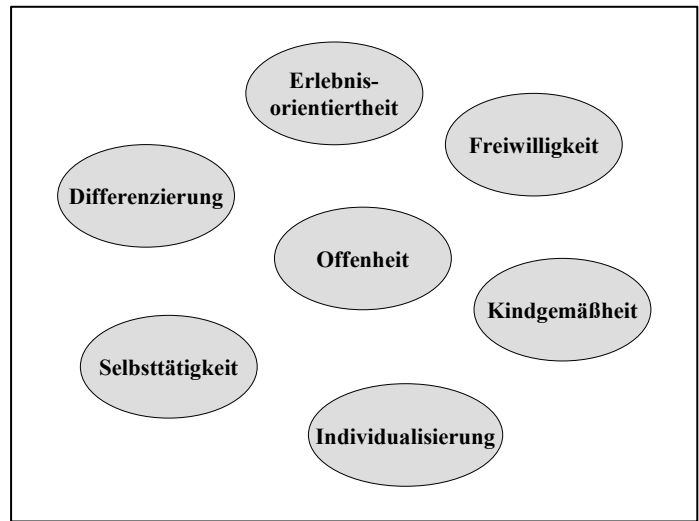 Erlebnis-
orientiertheit
Freiwilligkeit
Differenzierung
Offenheit
Kindgemäßheit
Selbsttätigkeit
Individualisierung